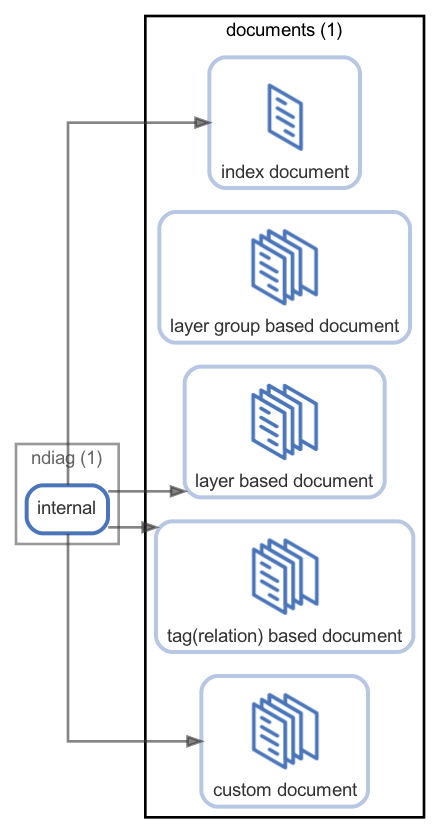 documents (1)
index document
layer group based document
ndiag (1)
layer based document
internal
tag(relation) based document
custom document